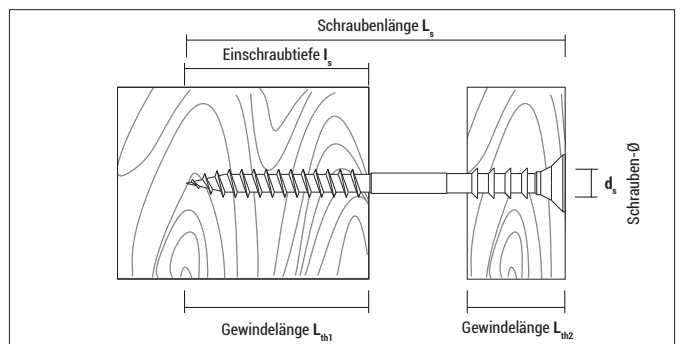 Schraubenlänge Ls
Einschraubtiefe ls
ds
Schrauben-Ø
Gewindelänge Lth1
Gewindelänge Lth2